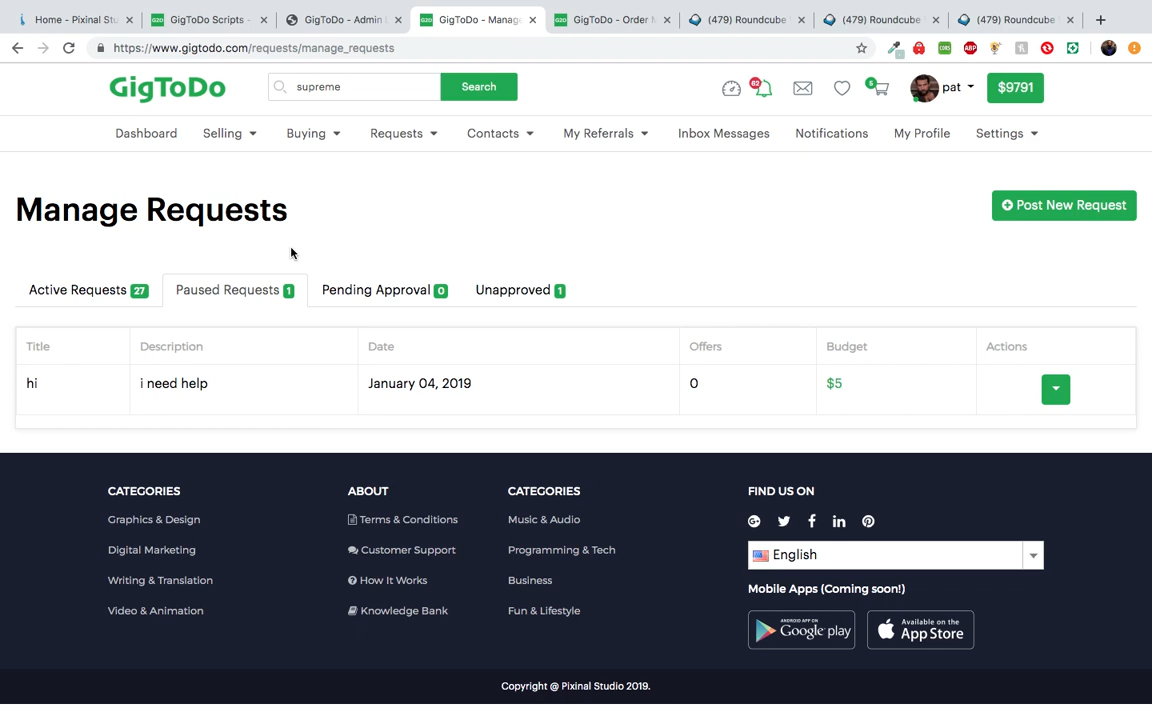 Home - Pixinal Stu
GigToDo Scripts -
GigToDo - Admin
GigToDo - Manag
GigToDo - Order
(479) Roundcube
(479) Roundcube
(479) Roundcube
https://www.gigtodo.com/requests/manage_requests
GigToDo
supreme
Search
62
5
pat
$9791
Dashboard
Selling
Buying
Requests
Contacts
My Referrals
Inbox Messages
Notifications
My Profile
Settings
Manage Requests
Post New Request
Active Requests 27
Paused Requests 1
Pending Approval 0
Unapproved 1
Title Description Date Offers Budget Actions
hi i need help January 04, 2019 0 $5
CATEGORIES
Graphics & Design
Digital Marketing
Writing & Translation
Video & Animation
ABOUT
Terms & Conditions
Customer Support
How It Works
Knowledge Bank
CATEGORIES
Music & Audio
Programming & Tech
Business
Fun & Lifestyle
FIND US ON
English
Mobile Apps (Coming soon!)
ANDROID APP ON
Google play
Available on the
App Store
Copyright @ Pixinal Studio 2019.